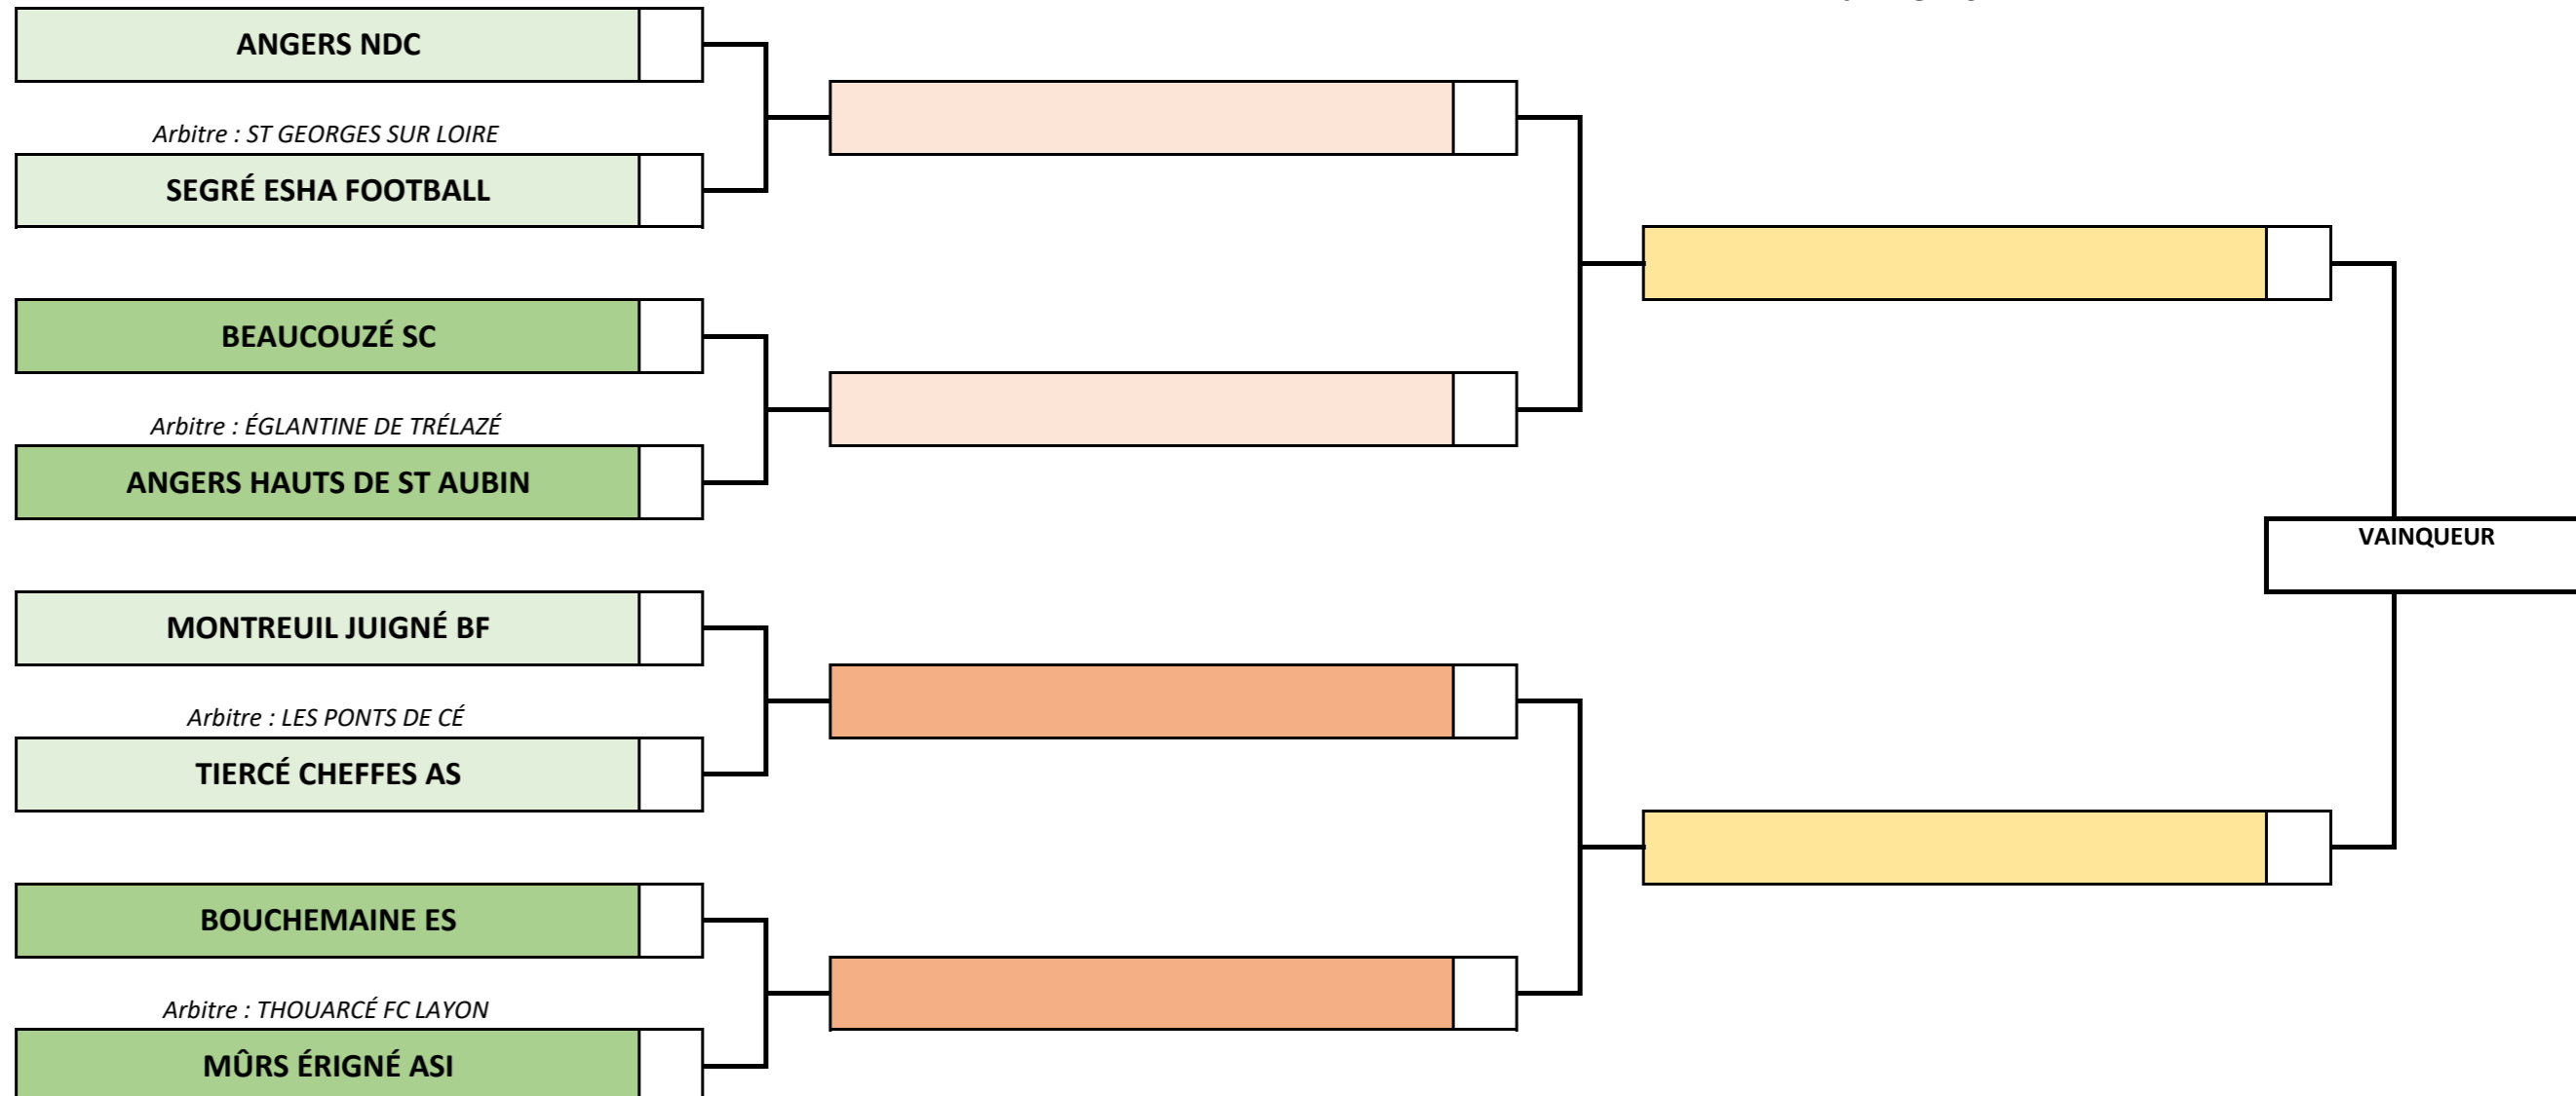 ANGERS NDC
Arbitre : ST GEORGES SUR LOIRE
SEGRÉ ESHA FOOTBALL
BEAUCOUZÉ SC
Arbitre : ÉGLANTINE DE TRÉLAZÉ
ANGERS HAUTS DE ST AUBIN
VAINQUEUR
MONTREUIL JUIGNÉ BF
Arbitre : LES PONTS DE CÉ
TIERCÉ CHEFFES AS
BOUCHEMAINE ES
Arbitre : THOUARCÉ FC LAYON
MÛRS ÉRIGNÉ ASI